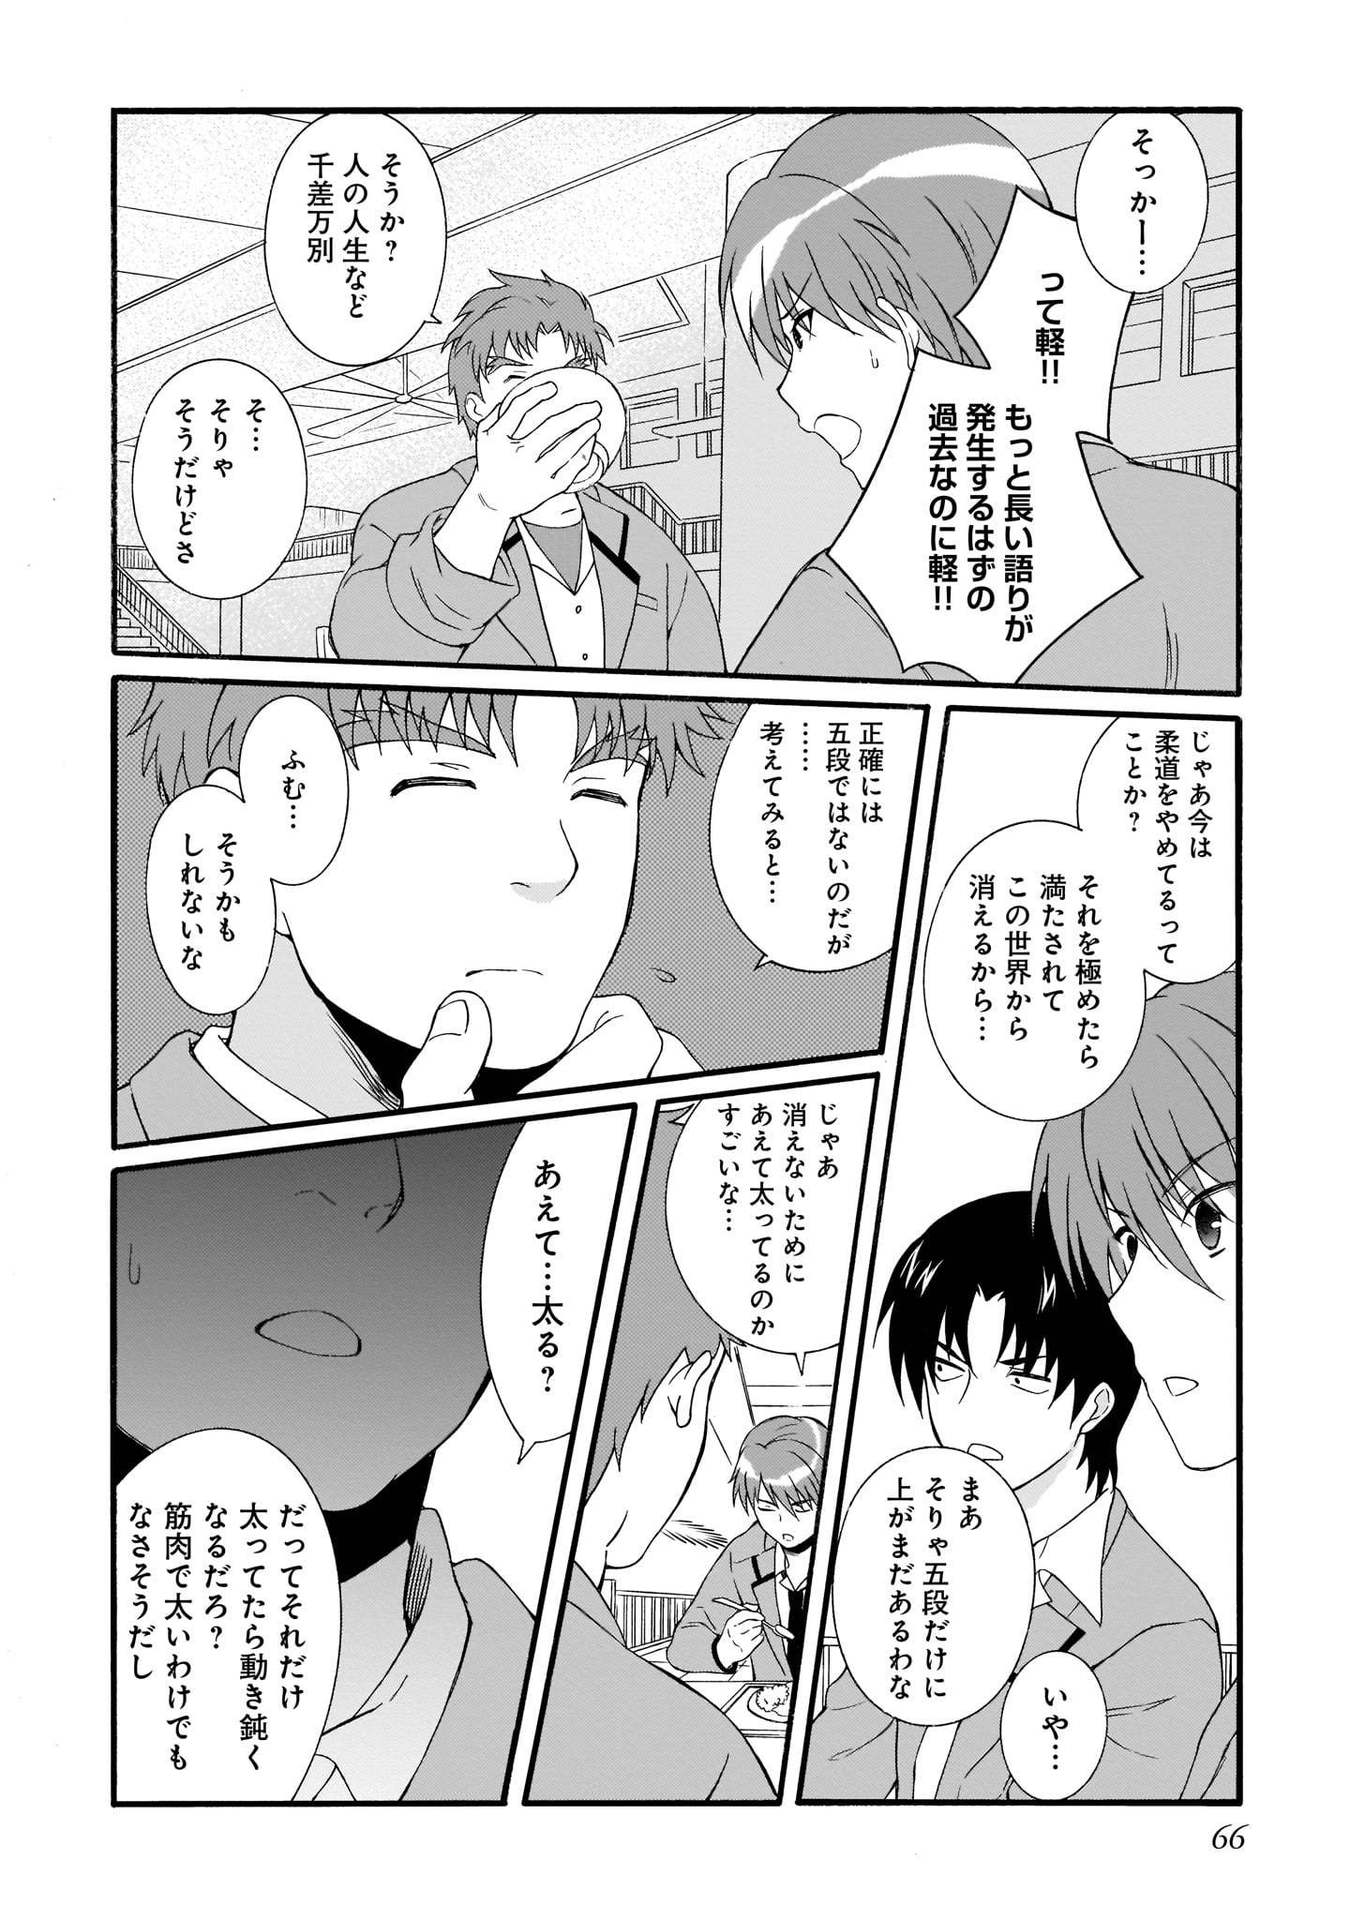 そっかー…
って軽!!
もっと長い語りが
発生するはずの
過去なのに軽!!
そうか?
人の人生など
千差万別
そ…
そりゃ
そうだけどさ
じゃあ今は
柔道をやめてるって
ことか?
それを極めたら
満たされて
この世界から
消えるから…
まあ
そりゃ五段だけに
上がまだあるわな
いや…
正確には
五段ではないのだが
……
考えてみると…
ふむ…
そうかも
しれないな
じゃあ
消えないために
あえて太ってるのか
すごいな…
あえて…太る?
だってそれだけ
太ってたら動き鈍く
なるだろ?
筋肉で太いわけでも
なさそうだし
66